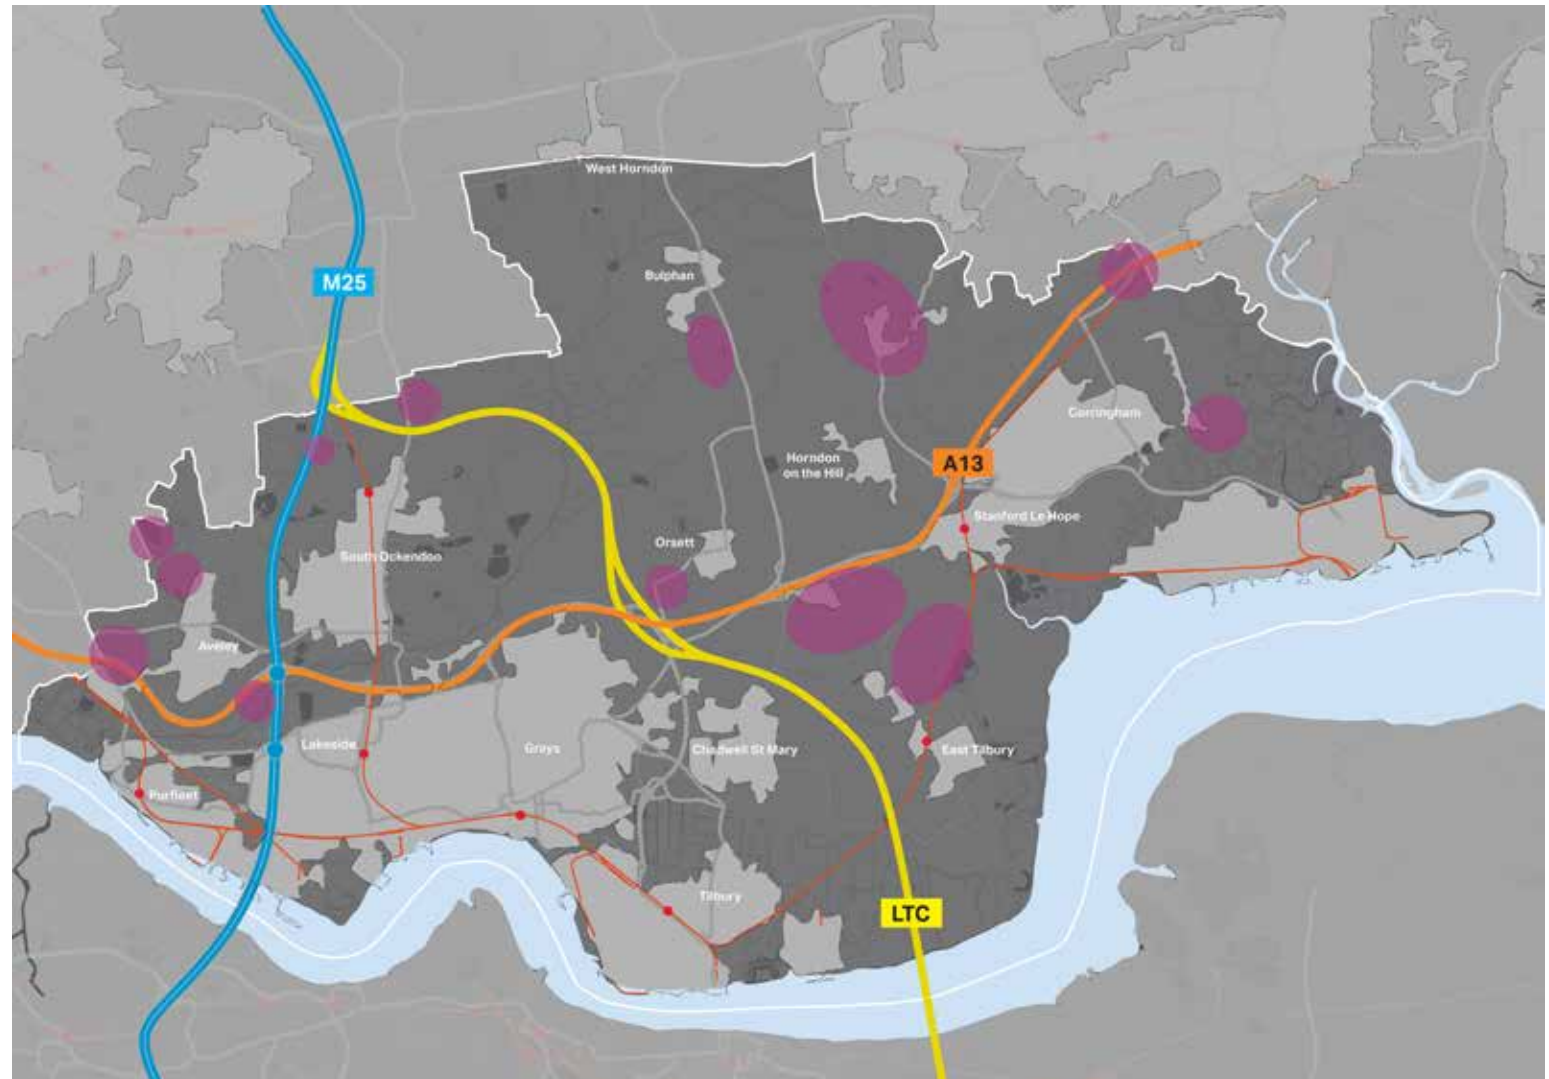 West Horndon
Bulphan
M25
Corringham
Horndon
on the Hill
A13
Stanford Le Hope
Orsett
South Ockendon
Aveley
Lakeside
Grays
Chadwell St Mary
East Tilbury
Purfleet
Tilbury
LTC